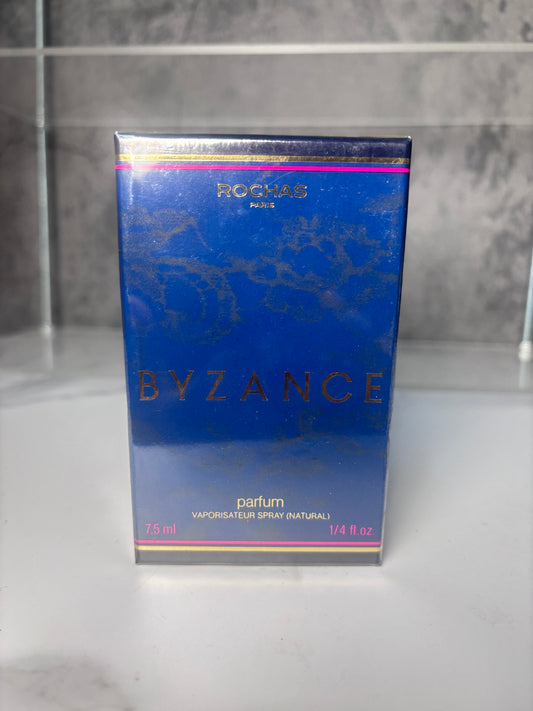 ROCHAS
PARIS
BYZANCE
parfum
VAPORISATEUR SPRAY (NATURAL)
7.5 ml 1/4 fl.oz.